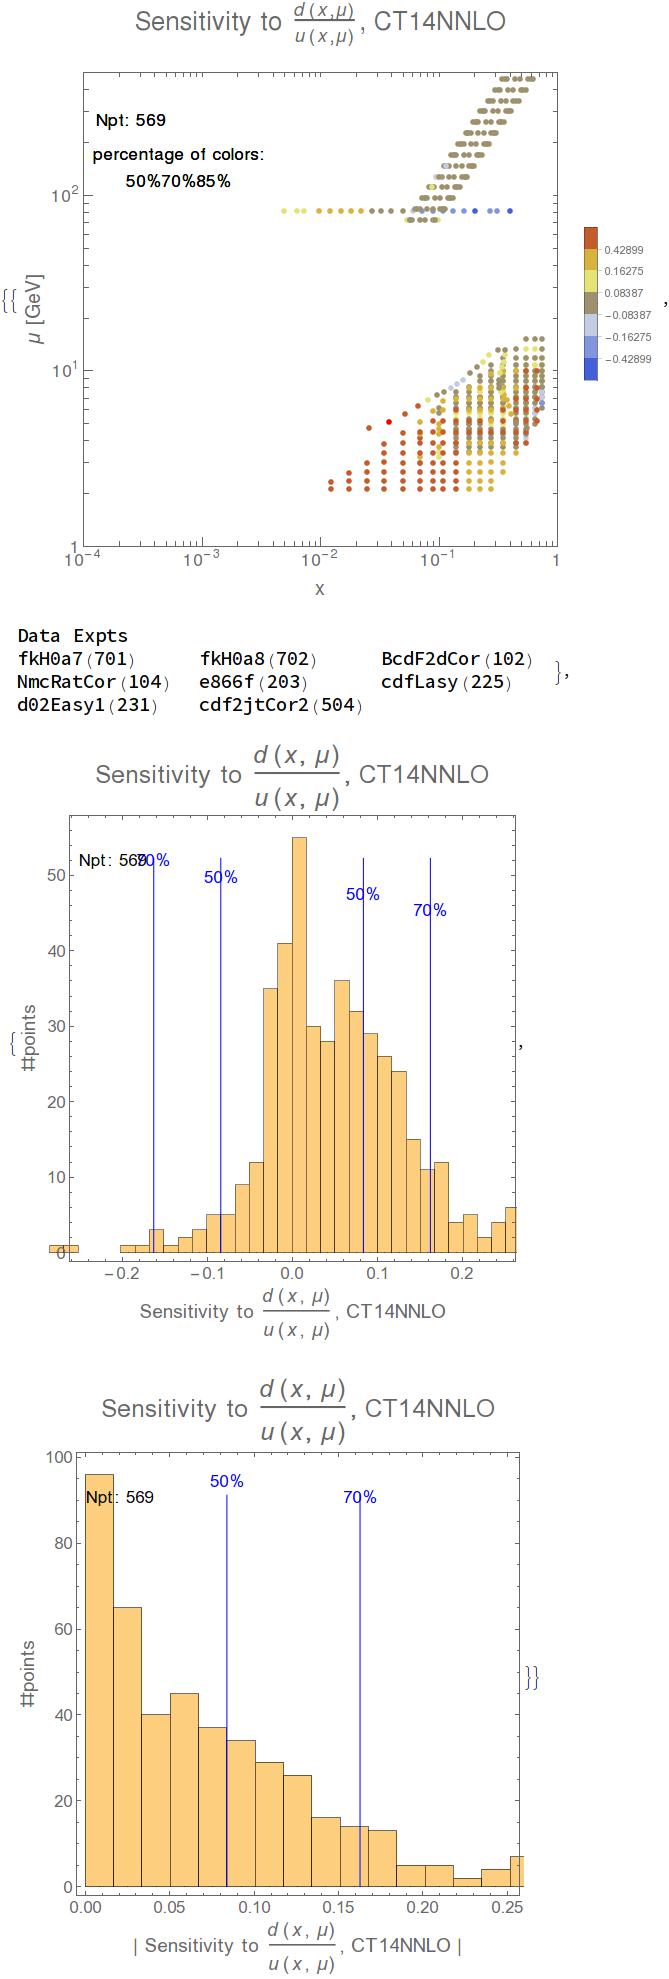 Sensitivity to d(x,μ)/u(x,μ), CT14NNLO
Npt: 569
percentage of colors:
50%70%85%
10²
10¹
1
{{
μ [GeV]
10⁻⁴ 10⁻³ 10⁻² 10⁻¹ 1
x
0.42899
0.16275
0.08387
−0.08387
−0.16275
−0.42899
,
Data Expts
fkH0a7(701) fkH0a8(702) BcdF2dCor(102)
NmcRatCor(104) e866f(203) cdfLasy(225)
d02Easy1(231) cdf2jtCor2(504)
},
Sensitivity to d(x, μ)/u(x, μ), CT14NNLO
Npt: 569
70%
50%
50%
70%
50
40
30
20
10
0
{
#points
,
−0.2 −0.1 0.0 0.1 0.2
Sensitivity to d(x, μ)/u(x, μ), CT14NNLO
Sensitivity to d(x, μ)/u(x, μ), CT14NNLO
50%
70%
Npt: 569
100
80
60
40
20
0
#points
}}
0.00 0.05 0.10 0.15 0.20 0.25
| Sensitivity to d(x, μ)/u(x, μ), CT14NNLO |